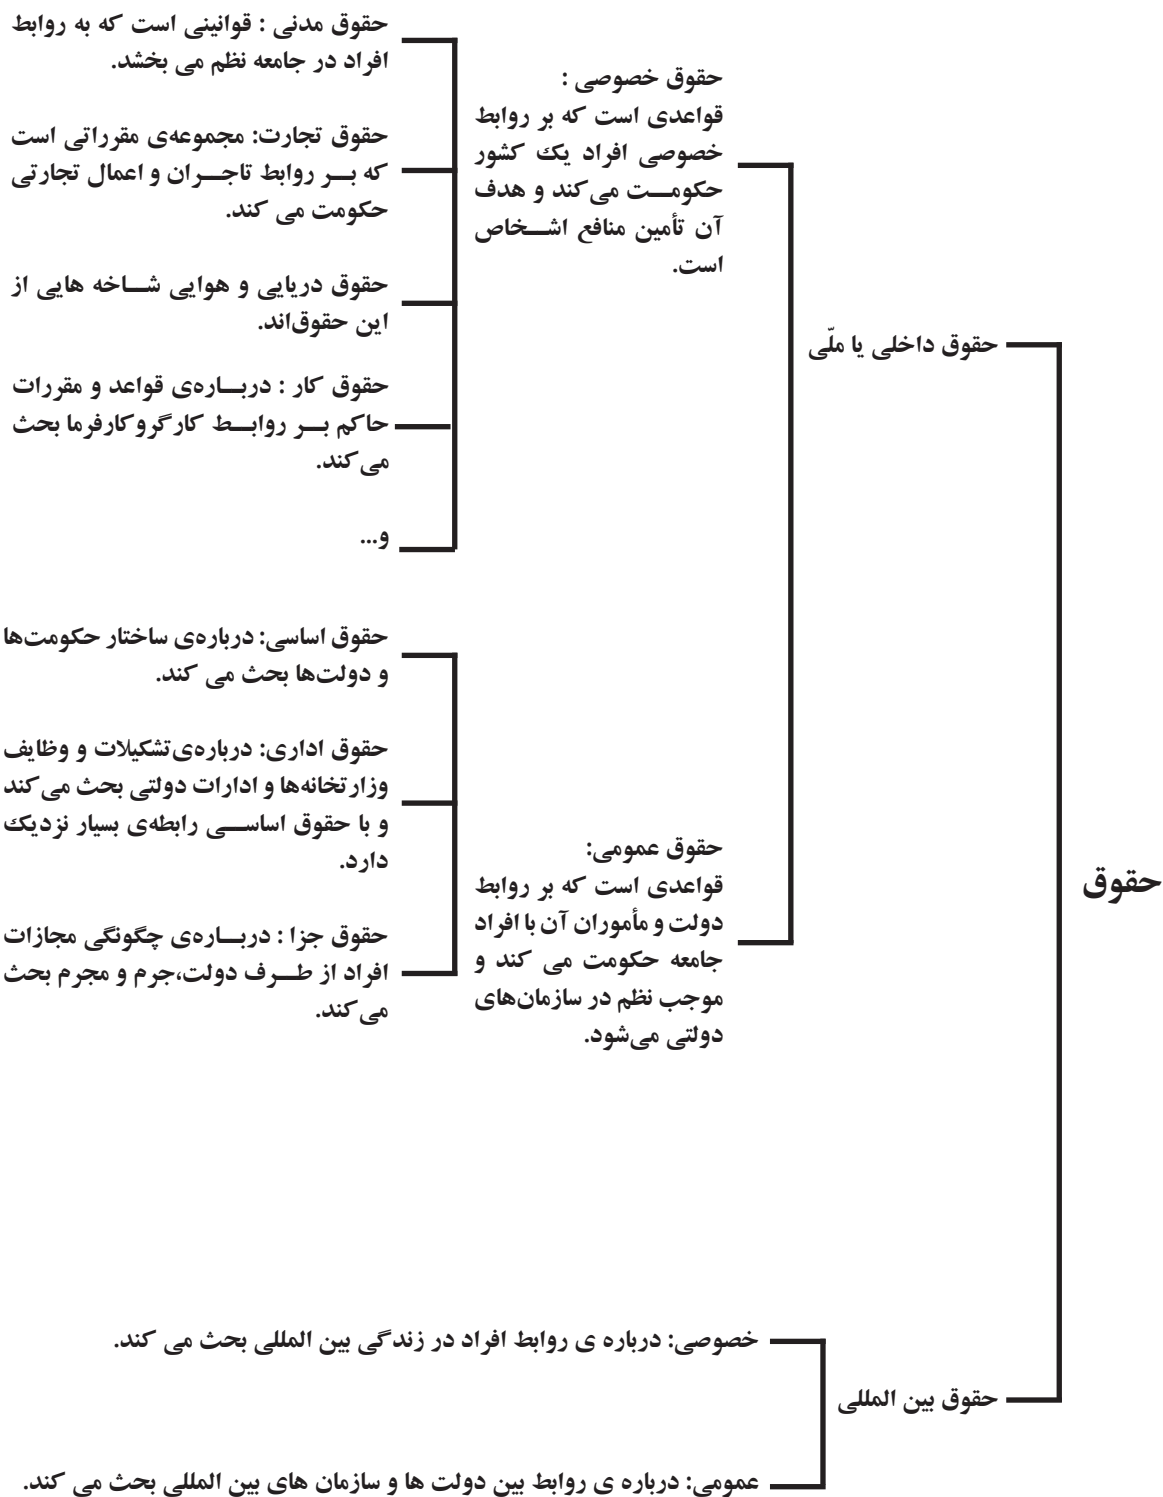 حقوق
حقوق داخلی یا ملّی
حقوق خصوصی :
قواعدی است که بر روابط
خصوصی افراد یک کشور
حکومت می کند و هدف
آن تأمین منافع اشخاص
است.
حقوق مدنی : قوانینی است که به روابط
افراد در جامعه نظم می بخشد.
حقوق تجارت: مجموعه‌ی مقرراتی است
که بر روابط تاجران و اعمال تجارتی
حکومت می کند.
حقوق دریایی و هوایی شاخه هایی از
این حقوق‌اند.
حقوق کار : درباره‌ی قواعد و مقررات
حاکم بر روابط کارگروکارفرما بحث
می کند.
و...
حقوق عمومی:
قواعدی است که بر روابط
دولت و مأموران آن با افراد
جامعه حکومت می کند و
موجب نظم در سازمان‌های
دولتی می‌شود.
حقوق اساسی: درباره‌ی ساختار حکومت‌ها
و دولت‌ها بحث می کند.
حقوق اداری: درباره‌ی تشکیلات و وظایف
وزارتخانه‌ها و ادارات دولتی بحث می کند
و با حقوق اساسی رابطه‌ی بسیار نزدیک
دارد.
حقوق جزا : درباره‌ی چگونگی مجازات
افراد از طرف دولت،جرم و مجرم بحث
می کند.
حقوق بین المللی
خصوصی: درباره ی روابط افراد در زندگی بین المللی بحث می کند.
عمومی: درباره ی روابط بین دولت ها و سازمان های بین المللی بحث می کند.